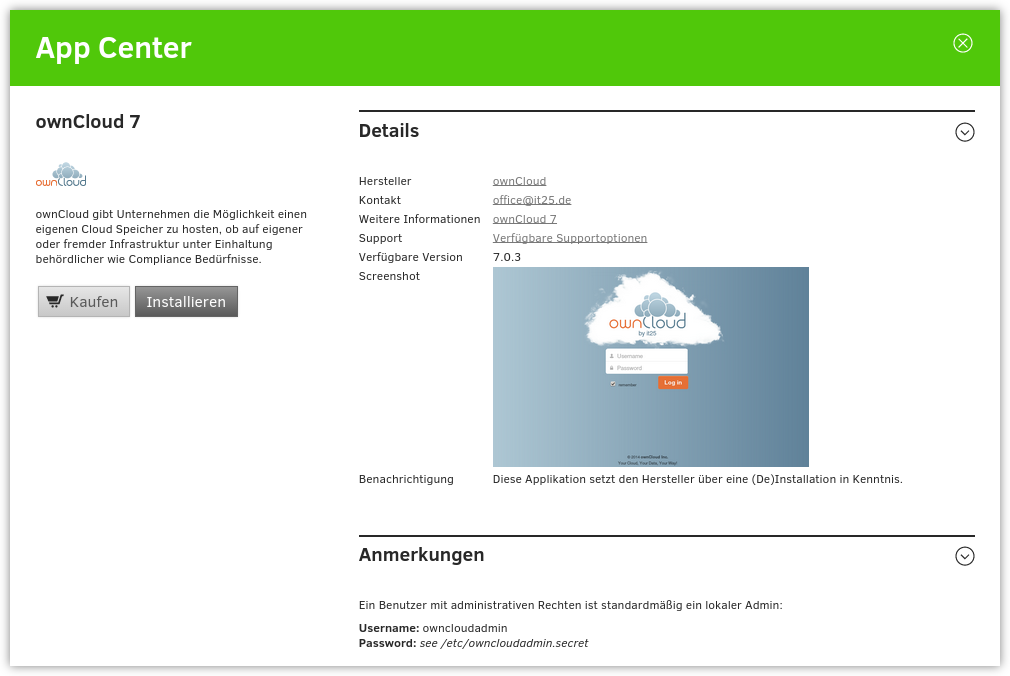 App Center
ownCloud 7
ownCloud
ownCloud gibt Unternehmen die Möglichkeit einen
eigenen Cloud Speicher zu hosten, ob auf eigener
oder fremder Infrastruktur unter Einhaltung
behördlicher wie Compliance Bedürfnisse.
Kaufen
Installieren
Details
Hersteller ownCloud
Kontakt office@it25.de
Weitere Informationen ownCloud 7
Support Verfügbare Supportoptionen
Verfügbare Version 7.0.3
Screenshot
ownCloud
by it25
Username
Password
remember
Log in
© 2014 ownCloud Inc.
Your Cloud, Your Data, Your Way!
Benachrichtigung Diese Applikation setzt den Hersteller über eine (De)Installation in Kenntnis.
Anmerkungen
Ein Benutzer mit administrativen Rechten ist standardmäßig ein lokaler Admin:
Username: owncloudadmin
Password: see /etc/owncloudadmin.secret